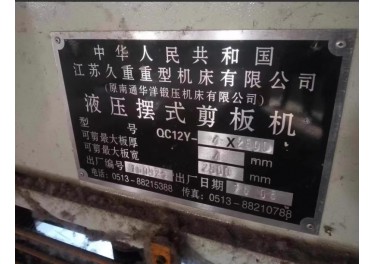 中华人民共和国
江苏久重重型机床有限公司
（原南通华洋锻压机床有限公司）
液压摆式剪板机
型号 QC12Y-4X2500
可剪最大板厚 4 mm
可剪最大板宽 2500 mm
出厂编号 出厂日期
电话：0513-88215388 传真：0513-88210788